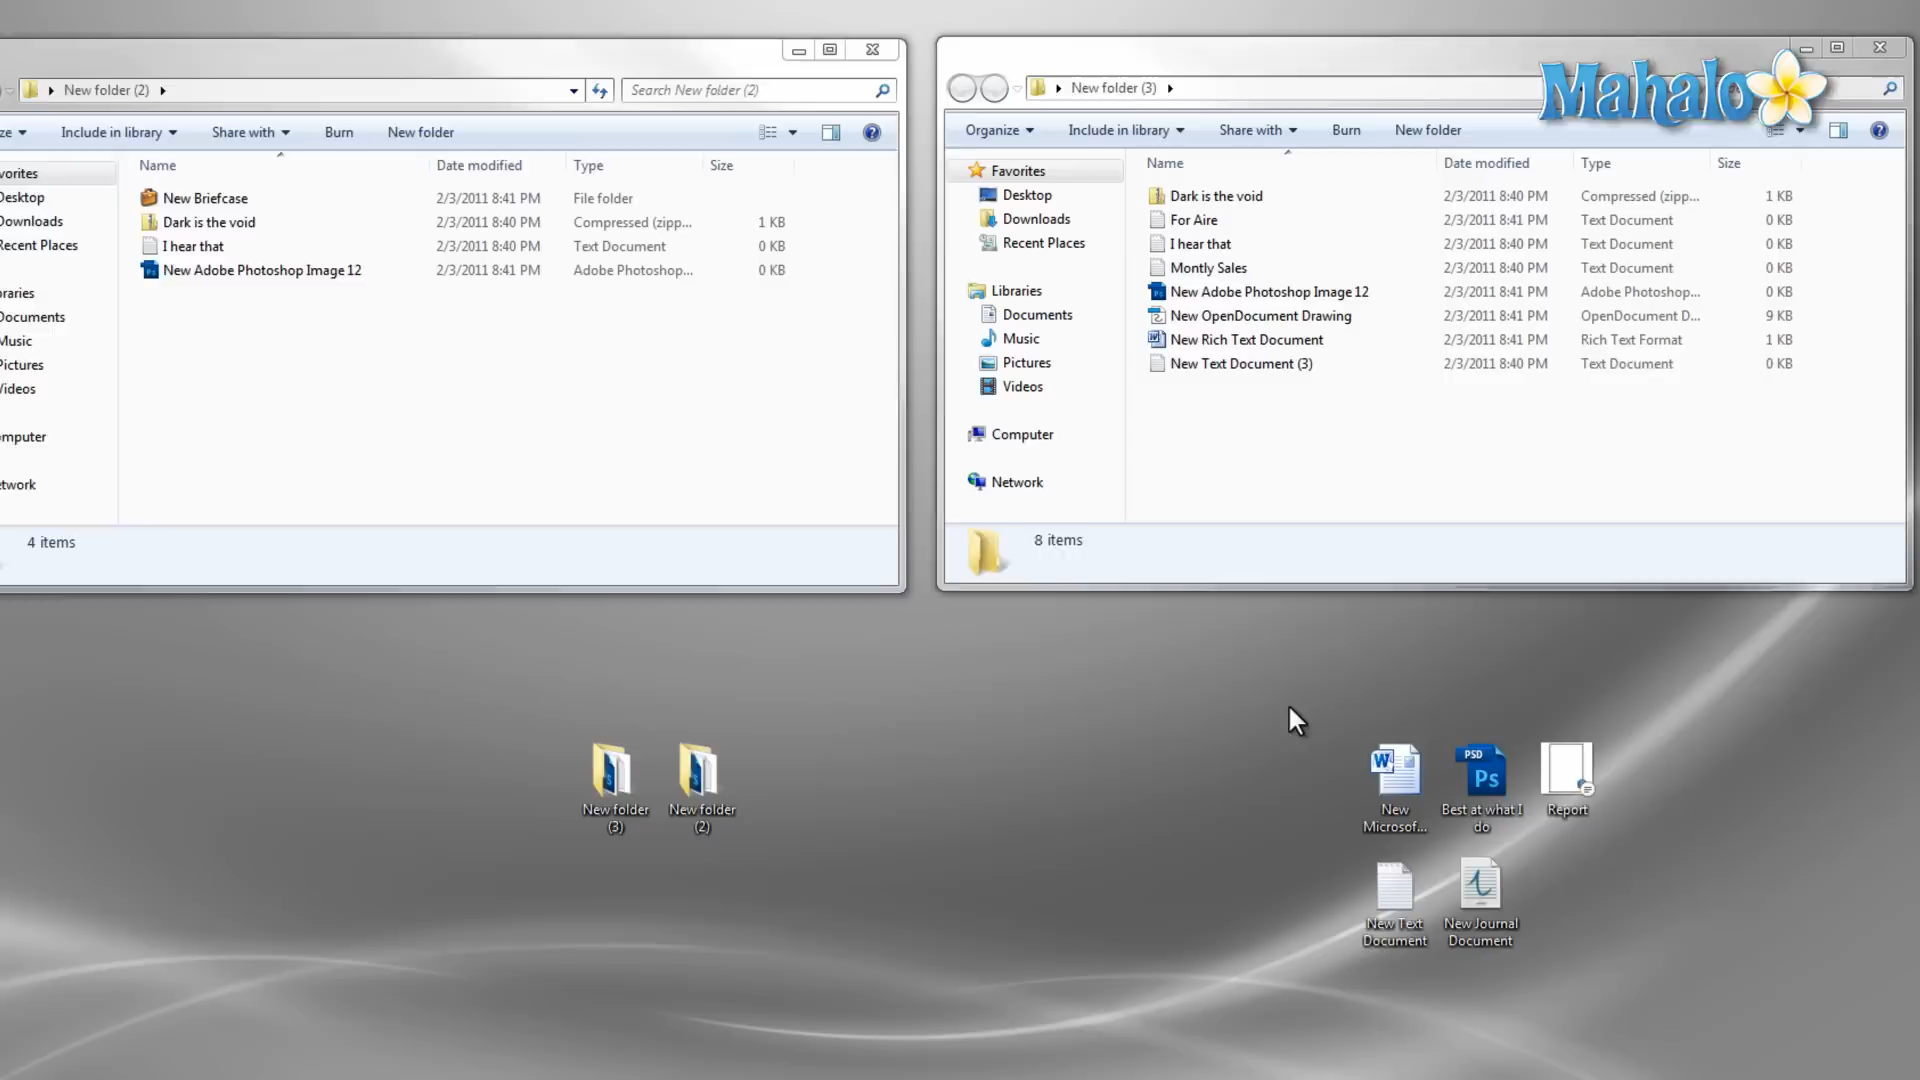 New folder (2)
Search New folder (2)
ze
Include in library
Share with
Burn
New folder
Name
Date modified
Type
Size
vorites
Desktop
Downloads
Recent Places
raries
Documents
Music
Pictures
Videos
mputer
twork
New Briefcase 2/3/2011 8:41 PM File folder
Dark is the void 2/3/2011 8:40 PM Compressed (zipp... 1 KB
I hear that 2/3/2011 8:40 PM Text Document 0 KB
New Adobe Photoshop Image 12 2/3/2011 8:41 PM Adobe Photoshop... 0 KB
4 items
New folder (3)
Mahalo
Organize
Include in library
Share with
Burn
New folder
Name
Date modified
Type
Size
Favorites
Desktop
Downloads
Recent Places
Libraries
Documents
Music
Pictures
Videos
Computer
Network
Dark is the void 2/3/2011 8:40 PM Compressed (zipp... 1 KB
For Aire 2/3/2011 8:40 PM Text Document 0 KB
I hear that 2/3/2011 8:40 PM Text Document 0 KB
Montly Sales 2/3/2011 8:40 PM Text Document 0 KB
New Adobe Photoshop Image 12 2/3/2011 8:41 PM Adobe Photoshop... 0 KB
New OpenDocument Drawing 2/3/2011 8:41 PM OpenDocument D... 9 KB
New Rich Text Document 2/3/2011 8:41 PM Rich Text Format 1 KB
New Text Document (3) 2/3/2011 8:40 PM Text Document 0 KB
8 items
New folder
(3)
New folder
(2)
W
New
Microsof...
PSD
Ps
Best at what I
do
Report
New Text
Document
New Journal
Document